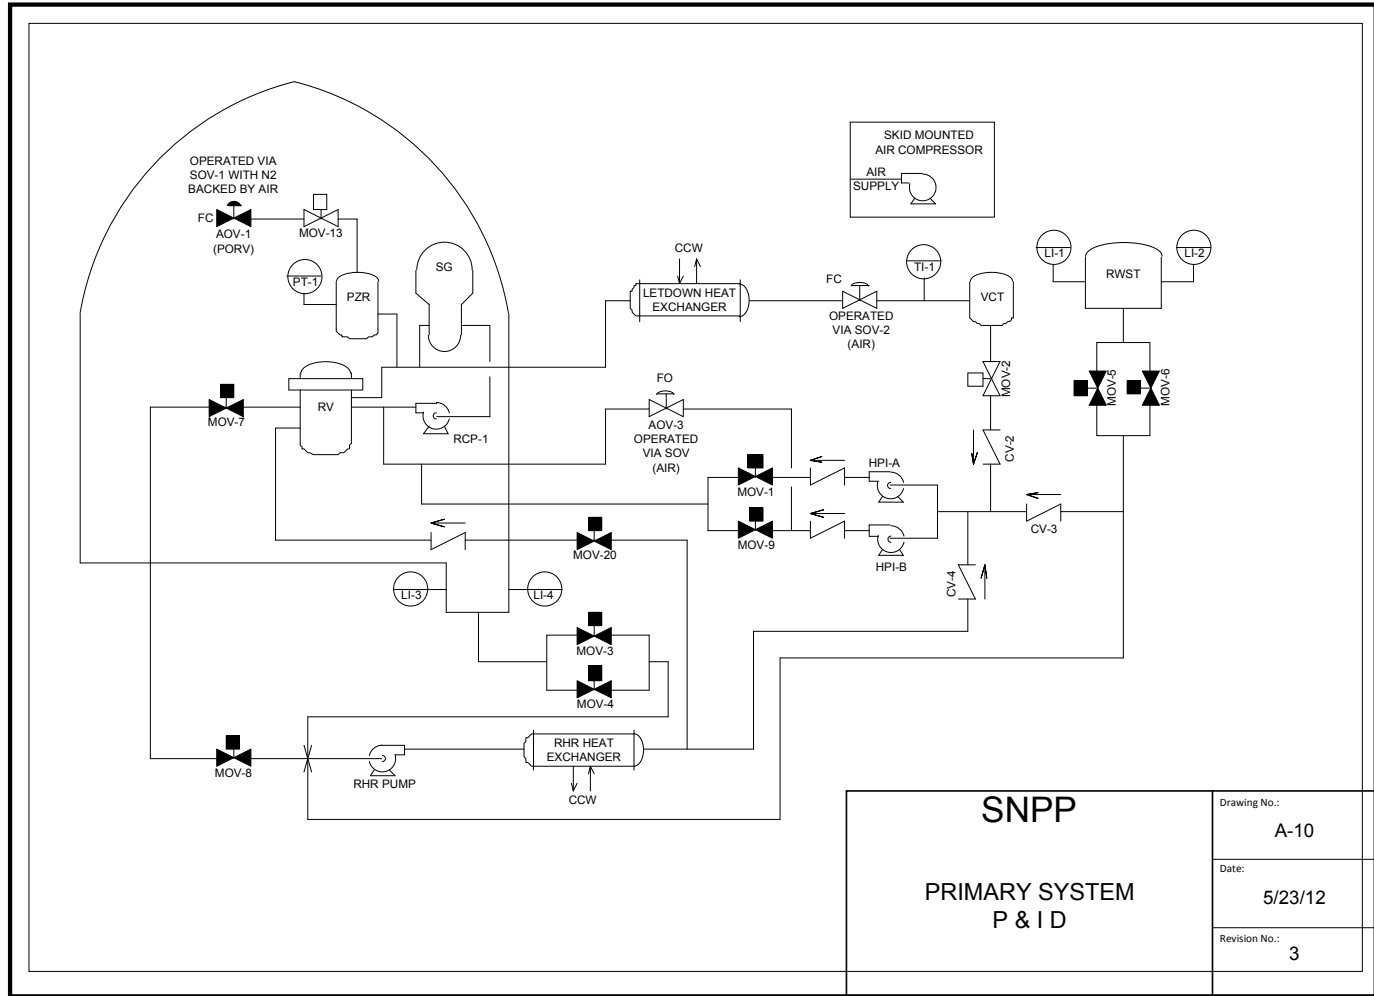 SKID MOUNTED
AIR COMPRESSOR
AIR
SUPPLY
OPERATED VIA
SOV-1 WITH N2
BACKED BY AIR
FC
AOV-1
(PORV)
MOV-13
PT-1
PZR
SG
CCW
LETDOWN HEAT
EXCHANGER
FC
OPERATED
VIA SOV-2
(AIR)
TI-1
VCT
LI-1
RWST
LI-2
MOV-2
MOV-5
MOV-6
RV
MOV-7
RCP-1
FO
AOV-3
OPERATED
VIA SOV
(AIR)
CV-2
HPI-A
MOV-1
MOV-9
HPI-B
CV-3
MOV-20
CV-4
LI-3
LI-4
MOV-3
MOV-4
MOV-8
RHR PUMP
RHR HEAT
EXCHANGER
CCW
SNPP
PRIMARY SYSTEM
P & I D
Drawing No.:
A-10
Date:
5/23/12
Revision No.:
3